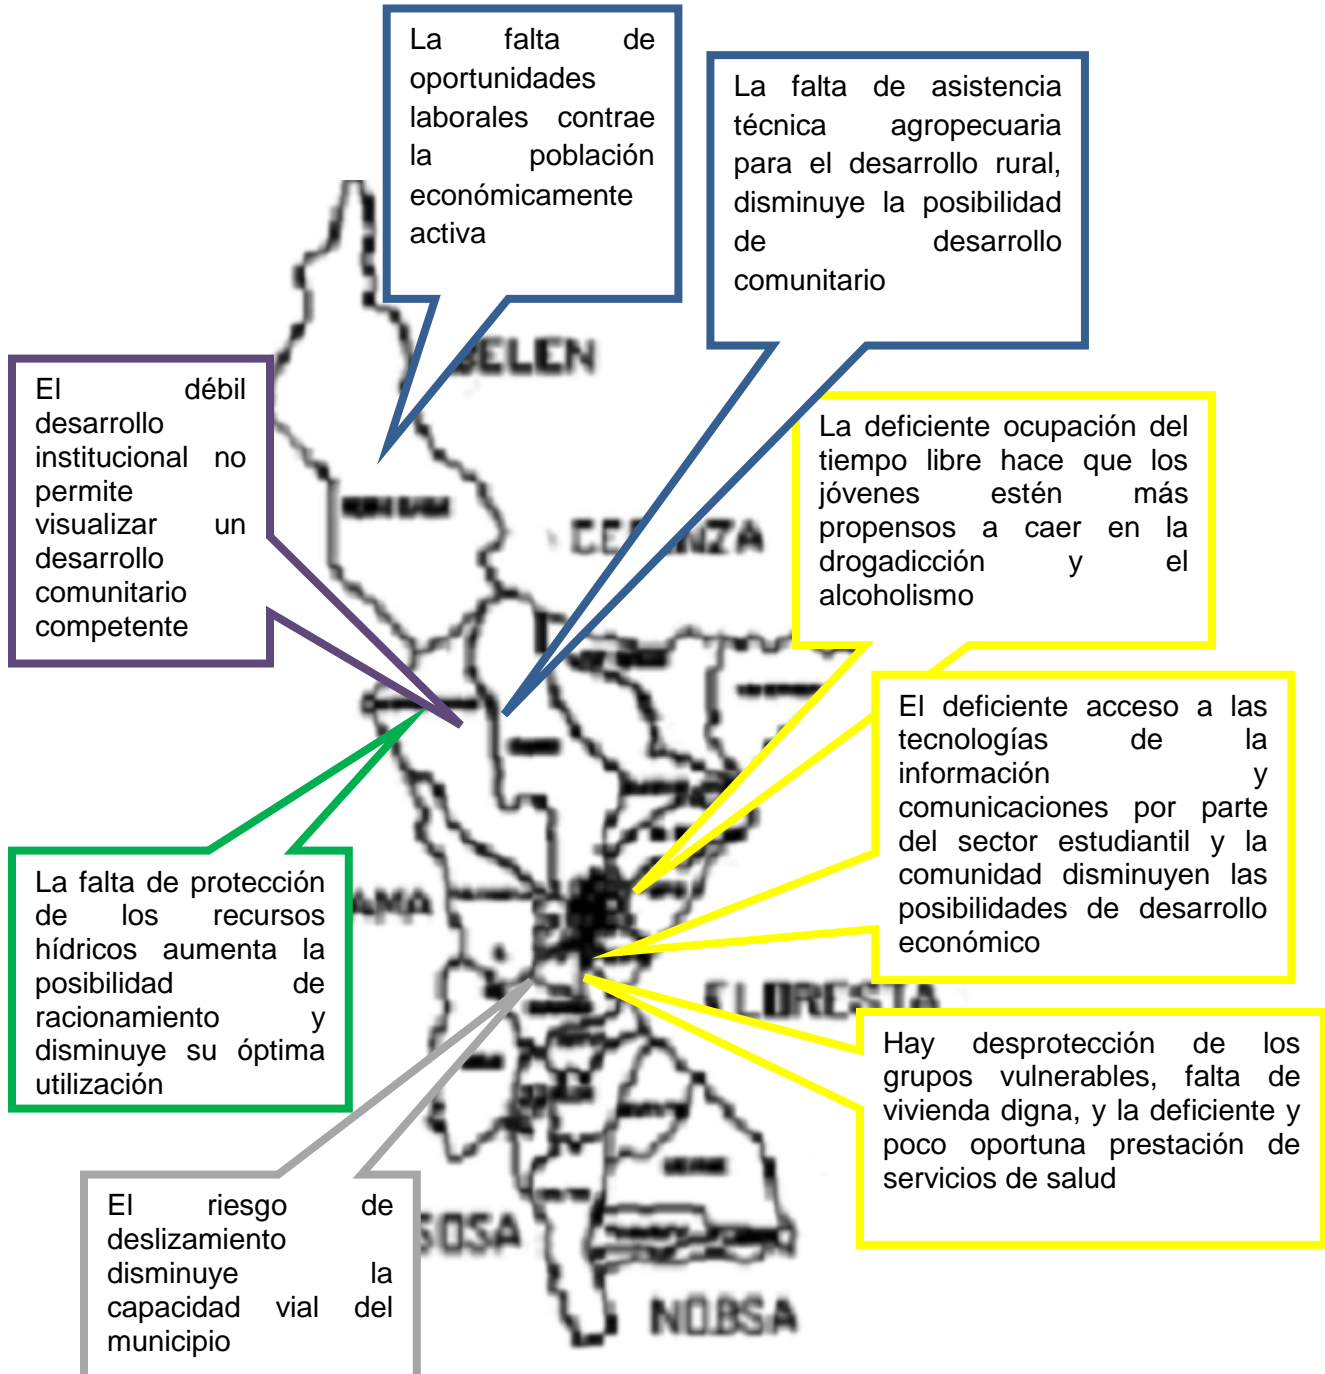 La falta de
oportunidades
laborales contrae
la población
económicamente
activa
La falta de asistencia
técnica agropecuaria
para el desarrollo rural,
disminuye la posibilidad
de desarrollo
comunitario
BELEN
El débil
desarrollo
institucional no
permite
visualizar un
desarrollo
comunitario
competente
La deficiente ocupación del
tiempo libre hace que los
jóvenes estén más
propensos a caer en la
drogadicción y el
alcoholismo
El deficiente acceso a las
tecnologías de la
información y
comunicaciones por parte
del sector estudiantil y la
comunidad disminuyen las
posibilidades de desarrollo
económico
La falta de protección
de los recursos
hídricos aumenta la
posibilidad de
racionamiento y
disminuye su óptima
utilización
FLORESTA
Hay desprotección de los
grupos vulnerables, falta de
vivienda digna, y la deficiente y
poco oportuna prestación de
servicios de salud
El riesgo de
deslizamiento
disminuye la
capacidad vial del
municipio
SOSA
NOBSA